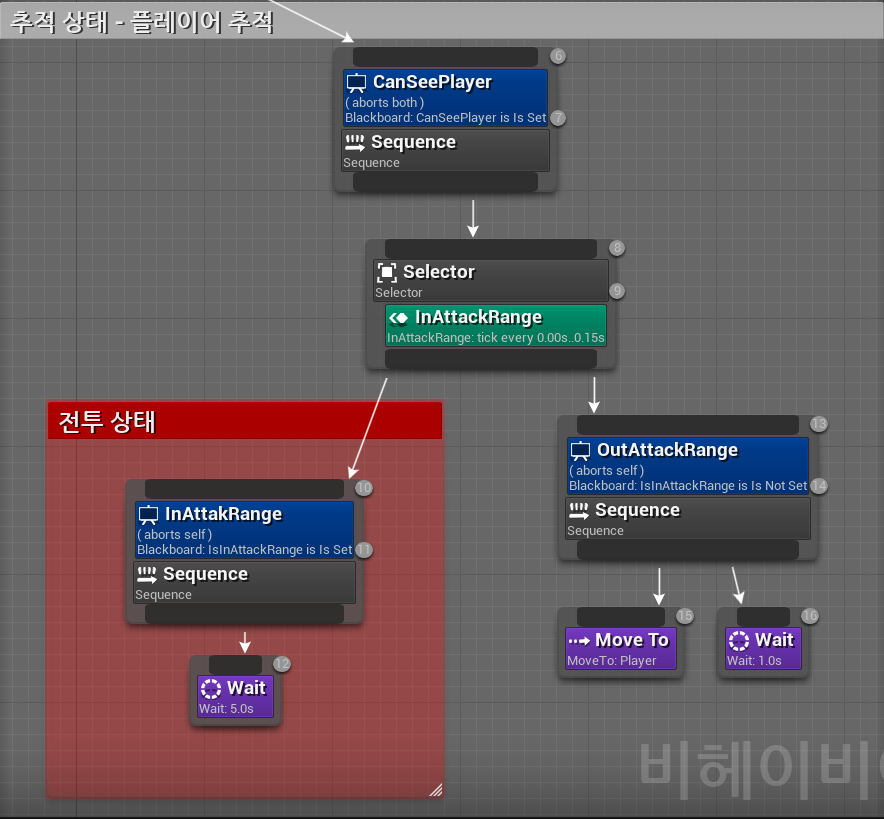 추적 상태 - 플레이어 추적
6
CanSeePlayer
( aborts both )
Blackboard: CanSeePlayer is Is Set
7
Sequence
Sequence
8
Selector
Selector
9
InAttackRange
InAttackRange: tick every 0.00s..0.15s
전투 상태
10
InAttakRange
( aborts self )
Blackboard: IsInAttackRange is Is Set
11
Sequence
Sequence
12
Wait
Wait: 5.0s
13
OutAttackRange
( aborts self )
Blackboard: IsInAttackRange is Is Not Set
14
Sequence
Sequence
15
Move To
MoveTo: Player
16
Wait
Wait: 1.0s
비헤이비